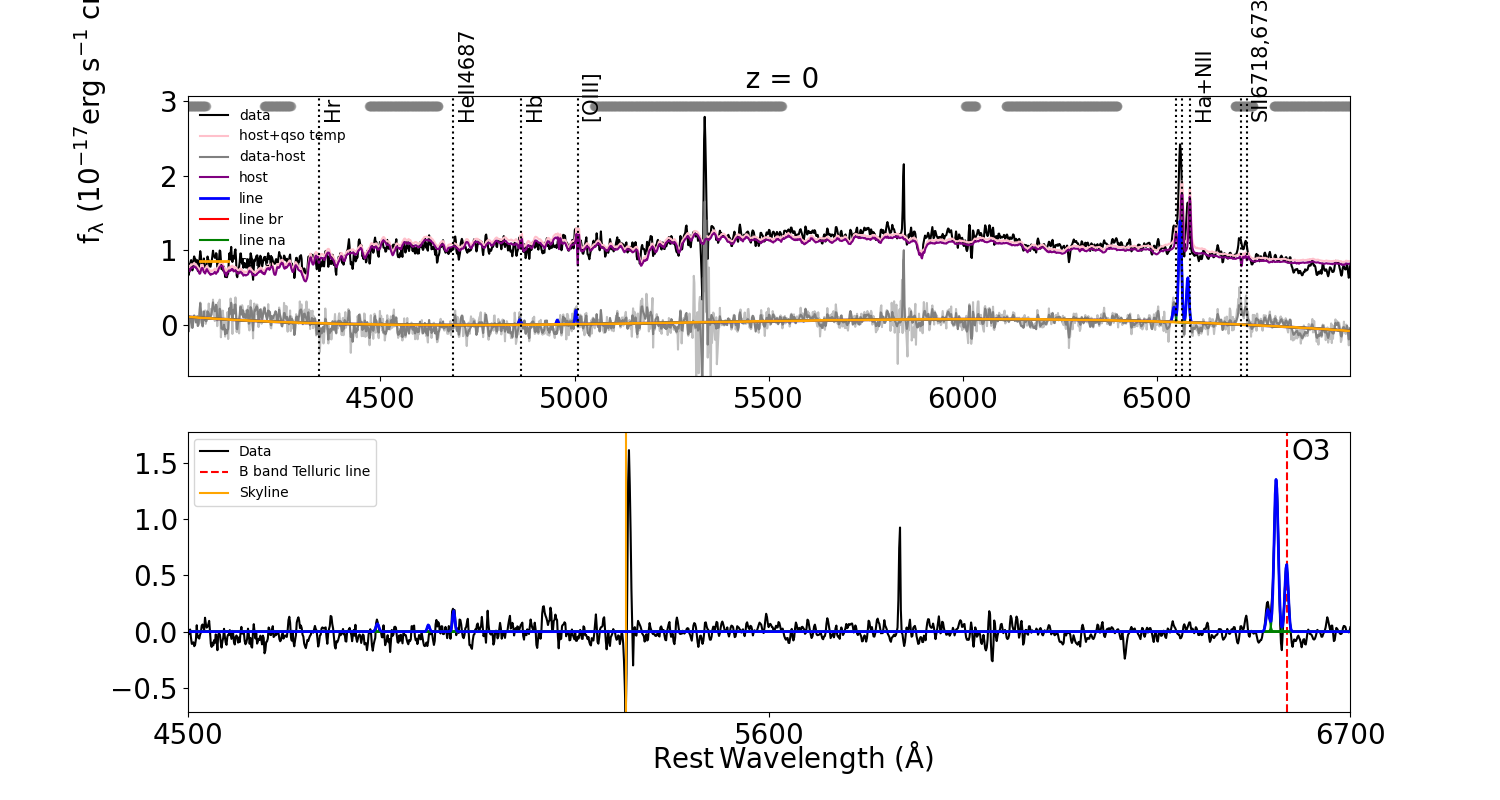 z = 0
f_λ (10^−17 erg s^−1
Hr
HeII4687
Hb
[OIII]
Ha+NII
SII6718,673
data
host+qso temp
data-host
host
line
line br
line na
3
2
1
0
4500 5000 5500 6000 6500
Data
B band Telluric line
Skyline
O3
1.5
1.0
0.5
0.0
−0.5
4500 5600 6700
Rest Wavelength (Å)